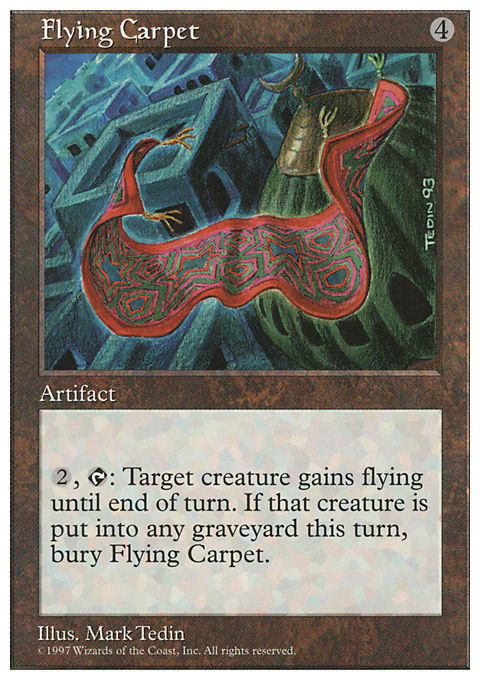 Flying Carpet 4
TEDIN 93
Artifact
2, : Target creature gains flying
until end of turn. If that creature is
put into any graveyard this turn,
bury Flying Carpet.
Illus. Mark Tedin
©1997 Wizards of the Coast, Inc. All rights reserved.